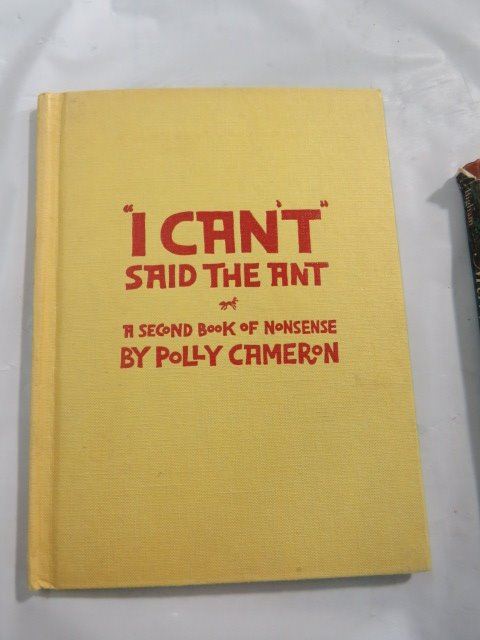 "I CAN'T"
SAID THE ANT
A SECOND BOOK OF NONSENSE
BY POLLY CAMERON